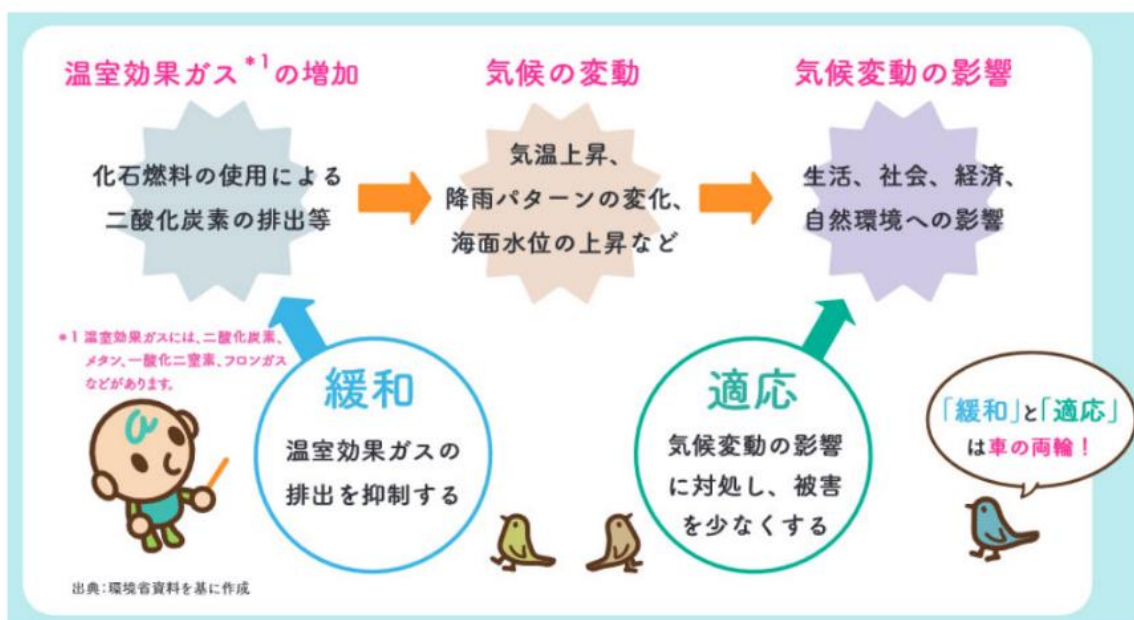 温室効果ガス*1の増加
化石燃料の使用による
二酸化炭素の排出等
気候の変動
気温上昇、
降雨パターンの変化、
海面水位の上昇など
気候変動の影響
生活、社会、経済、
自然環境への影響
*1 温室効果ガスには、二酸化炭素、
メタン、一酸化二窒素、フロンガス
などがあります。
緩和
温室効果ガスの
排出を抑制する
適応
気候変動の影響
に対処し、被害
を少なくする
「緩和」と「適応」
は車の両輪！
出典：環境省資料を基に作成